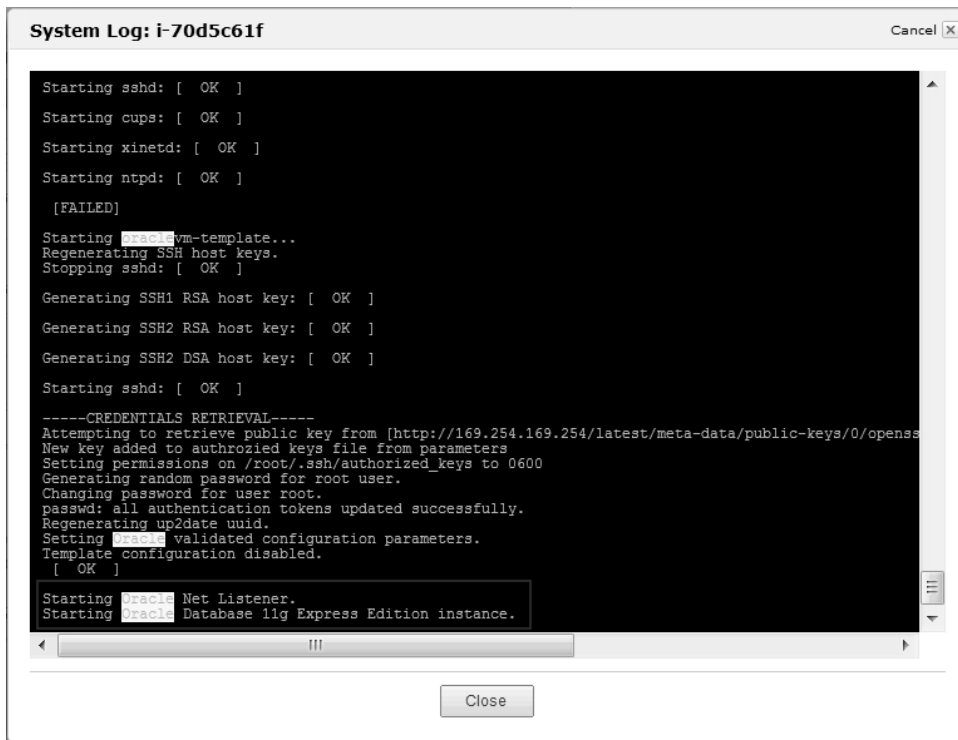 System Log: i-70d5c61f
Cancel
Starting sshd: [  OK  ]
Starting cups: [  OK  ]
Starting xinetd: [  OK  ]
Starting ntpd: [  OK  ]
[FAILED]
Starting oraclevm-template...
Regenerating SSH host keys.
Stopping sshd: [  OK  ]
Generating SSH1 RSA host key: [  OK  ]
Generating SSH2 RSA host key: [  OK  ]
Generating SSH2 DSA host key: [  OK  ]
Starting sshd: [  OK  ]
-----CREDENTIALS RETRIEVAL-----
Attempting to retrieve public key from [http://169.254.169.254/latest/meta-data/public-keys/0/openss
New key added to authrozied keys file from parameters
Setting permissions on /root/.ssh/authorized_keys to 0600
Generating random password for root user.
Changing password for user root.
passwd: all authentication tokens updated successfully.
Regenerating up2date uuid.
Setting Oracle validated configuration parameters.
Template configuration disabled.
[  OK  ]
Starting Oracle Net Listener.
Starting Oracle Database 11g Express Edition instance.
Close